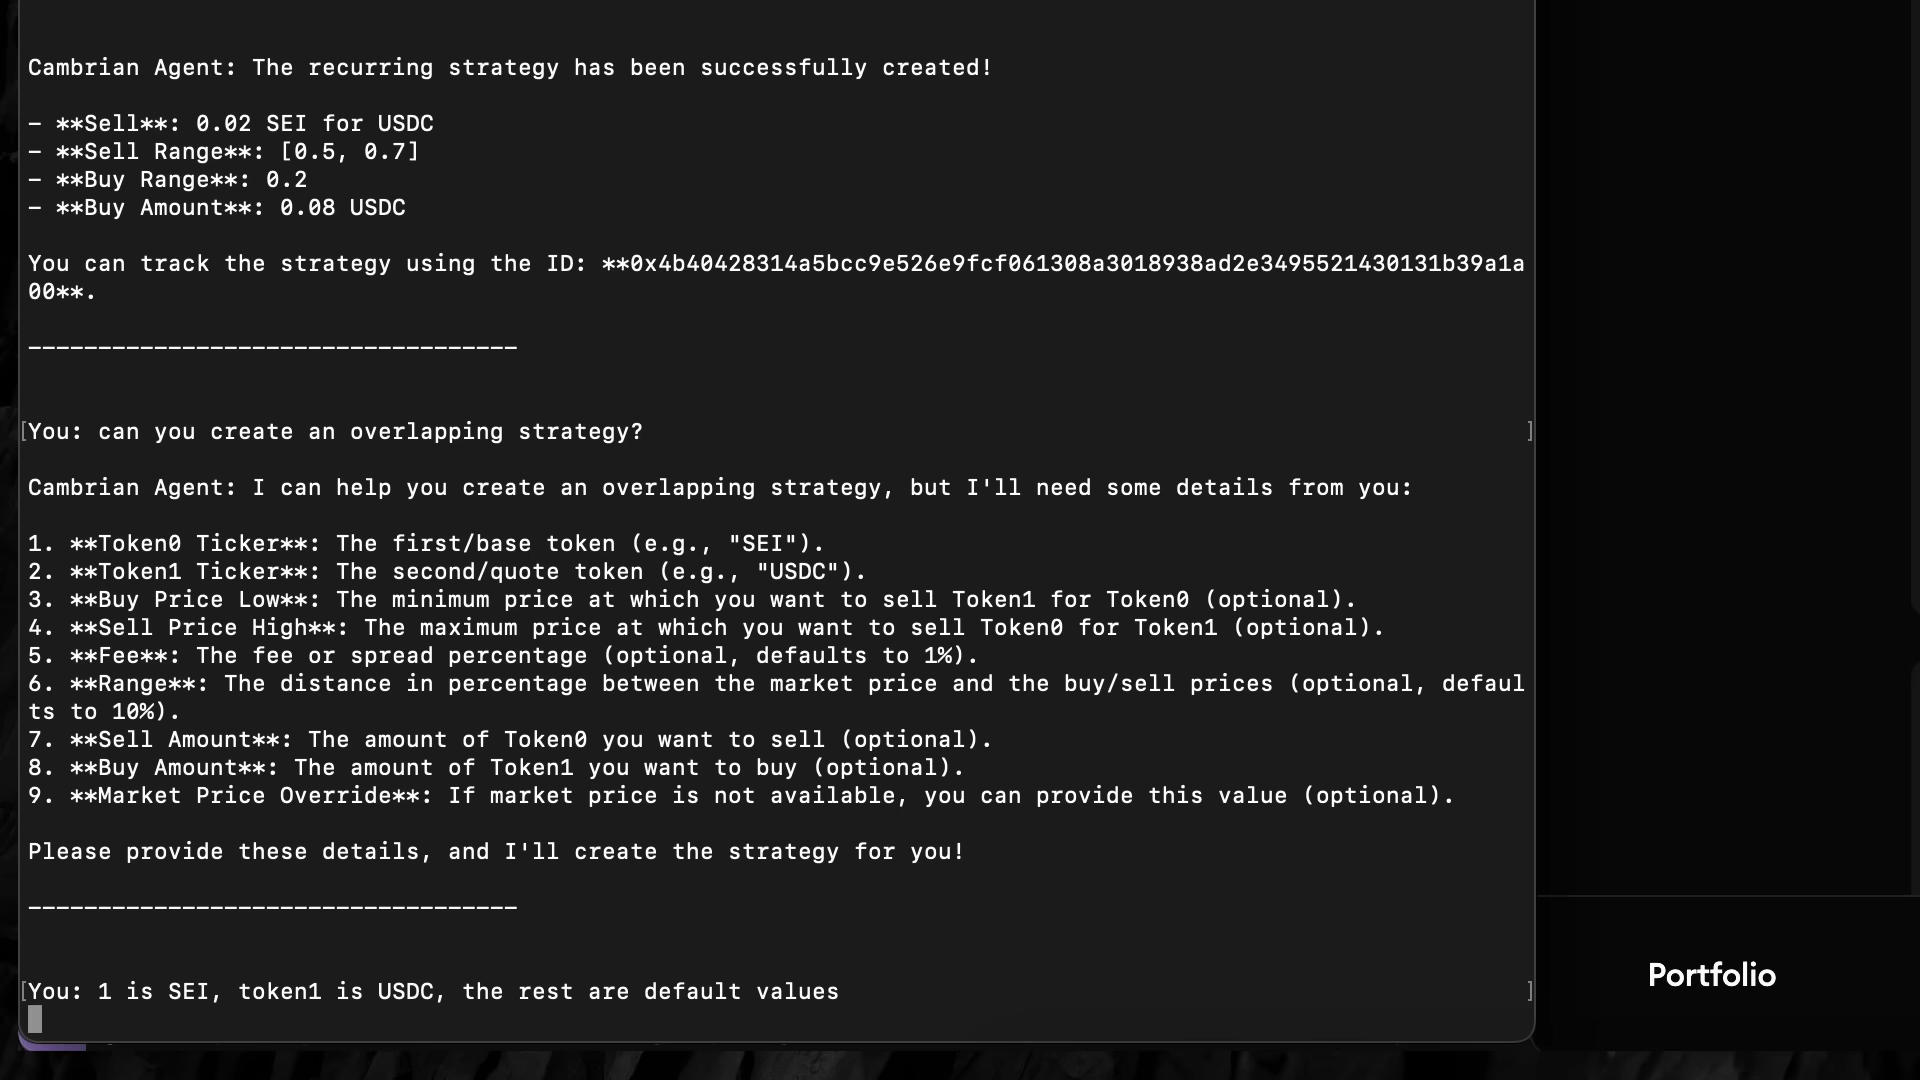 Cambrian Agent: The recurring strategy has been successfully created!
- **Sell**: 0.02 SEI for USDC
- **Sell Range**: [0.5, 0.7]
- **Buy Range**: 0.2
- **Buy Amount**: 0.08 USDC
You can track the strategy using the ID: **0x4b40428314a5bcc9e526e9fcf061308a3018938ad2e3495521430131b39a1a
00**.
-----------------------------------
[You: can you create an overlapping strategy? ]
Cambrian Agent: I can help you create an overlapping strategy, but I'll need some details from you:
1. **Token0 Ticker**: The first/base token (e.g., "SEI").
2. **Token1 Ticker**: The second/quote token (e.g., "USDC").
3. **Buy Price Low**: The minimum price at which you want to sell Token1 for Token0 (optional).
4. **Sell Price High**: The maximum price at which you want to sell Token0 for Token1 (optional).
5. **Fee**: The fee or spread percentage (optional, defaults to 1%).
6. **Range**: The distance in percentage between the market price and the buy/sell prices (optional, defaul
ts to 10%).
7. **Sell Amount**: The amount of Token0 you want to sell (optional).
8. **Buy Amount**: The amount of Token1 you want to buy (optional).
9. **Market Price Override**: If market price is not available, you can provide this value (optional).
Please provide these details, and I'll create the strategy for you!
-----------------------------------
[You: 1 is SEI, token1 is USDC, the rest are default values ]
Portfolio